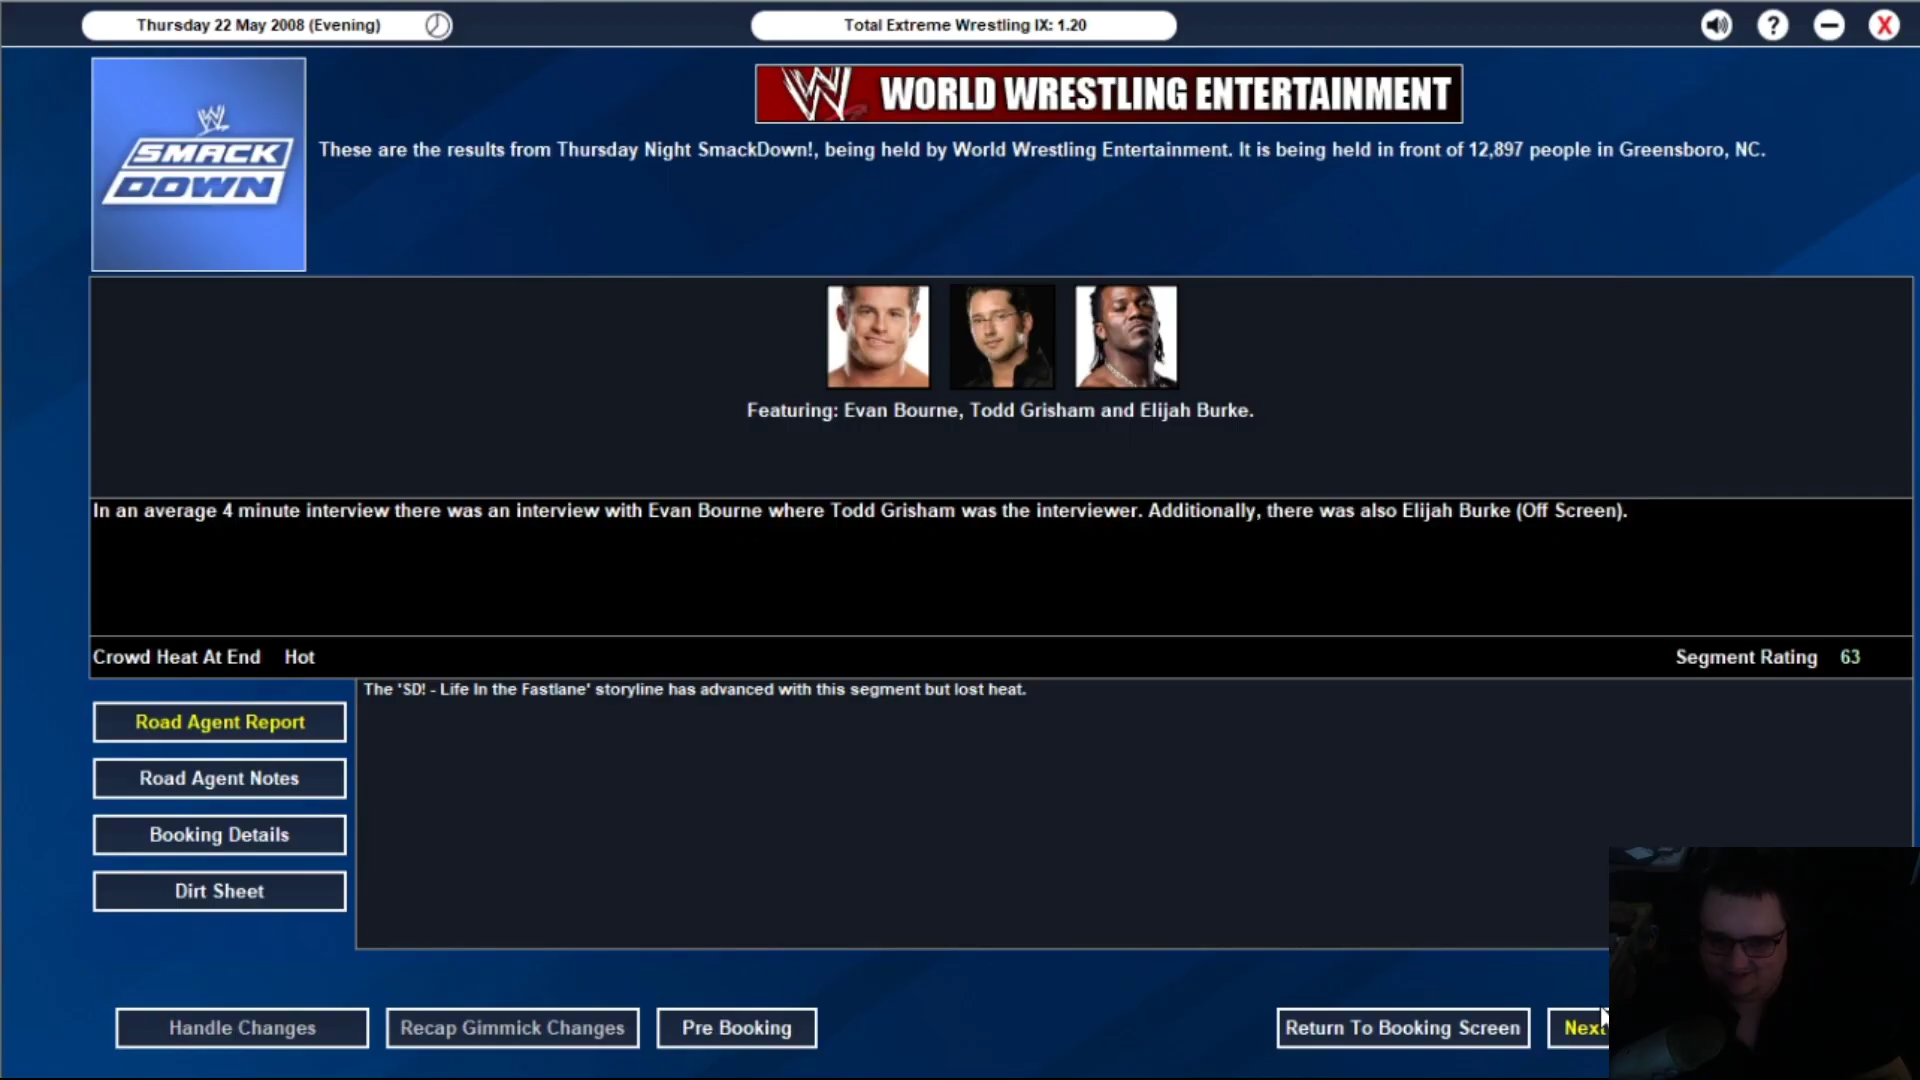 Thursday 22 May 2008 (Evening)
Total Extreme Wrestling IX: 1.20
?
X
W WORLD WRESTLING ENTERTAINMENT
W
SMACK
DOWN
These are the results from Thursday Night SmackDown!, being held by World Wrestling Entertainment. It is being held in front of 12,897 people in Greensboro, NC.
Featuring: Evan Bourne, Todd Grisham and Elijah Burke.
In an average 4 minute interview there was an interview with Evan Bourne where Todd Grisham was the interviewer. Additionally, there was also Elijah Burke (Off Screen).
Crowd Heat At End Hot
Segment Rating 63
The 'SD! - Life In the Fastlane' storyline has advanced with this segment but lost heat.
Road Agent Report
Road Agent Notes
Booking Details
Dirt Sheet
Handle Changes
Recap Gimmick Changes
Pre Booking
Return To Booking Screen
Next